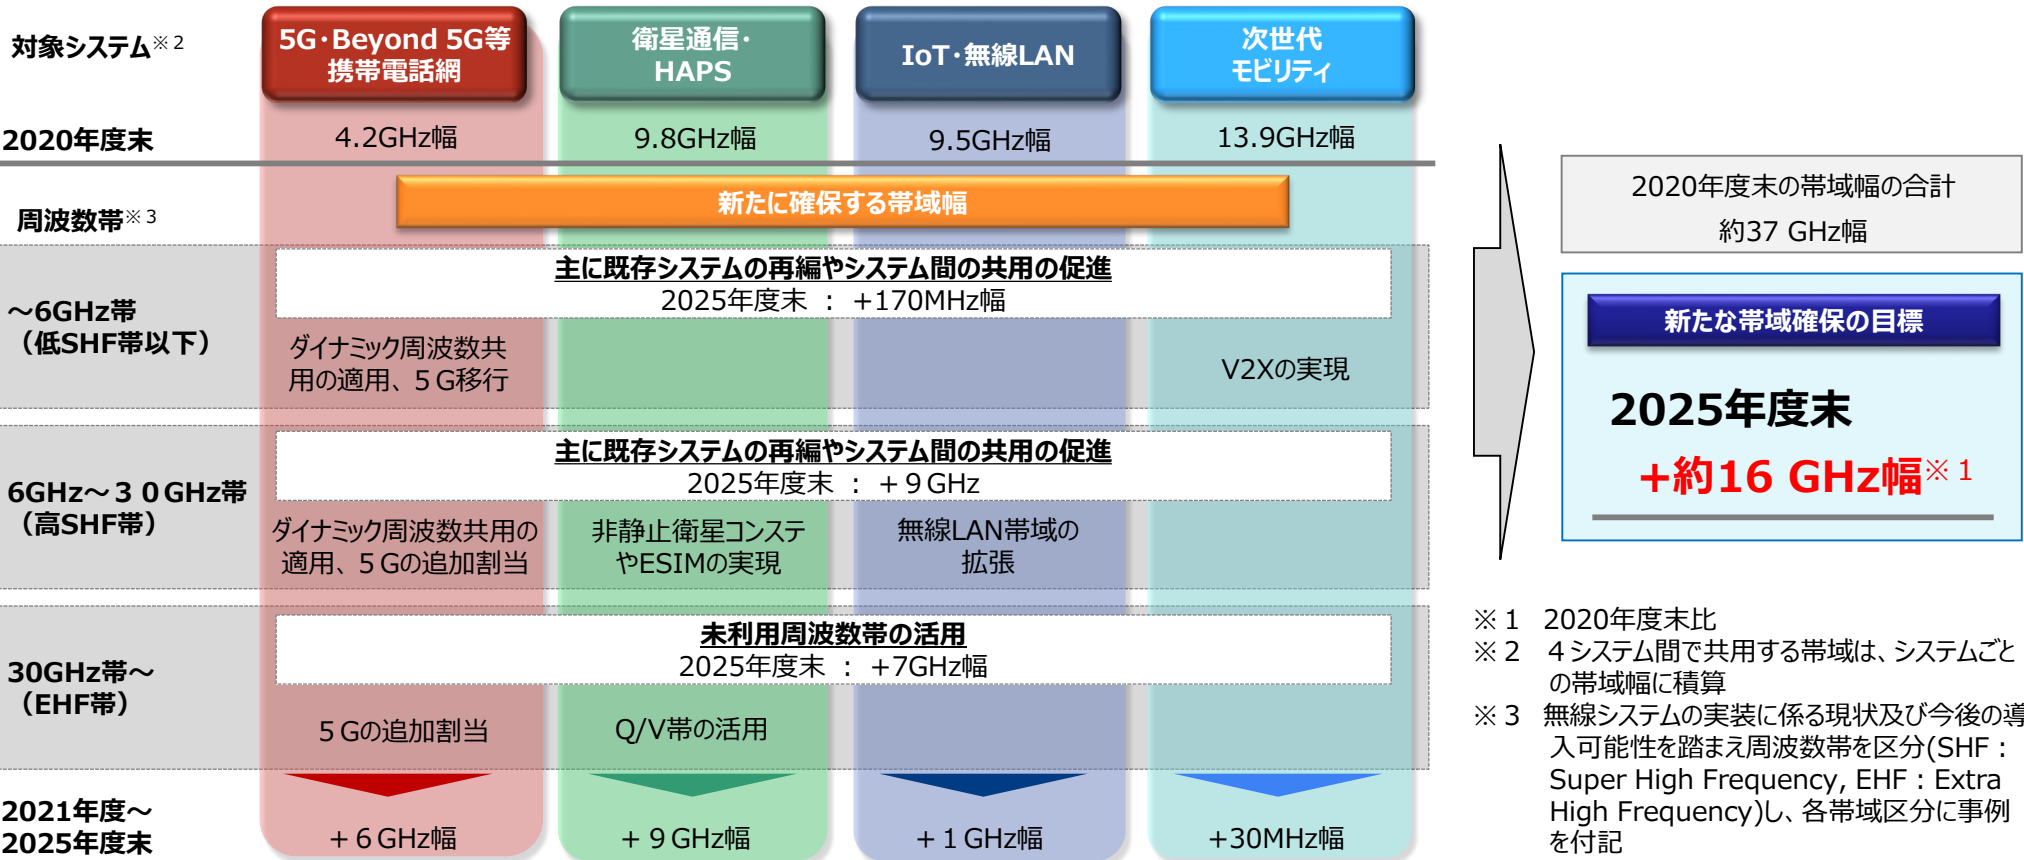 対象システム※2
5G・Beyond 5G等
携帯電話網
衛星通信・
HAPS
IoT・無線LAN
次世代
モビリティ
2020年度末
4.2GHz幅
9.8GHz幅
9.5GHz幅
13.9GHz幅
新たに確保する帯域幅
周波数帯※3
～6GHz帯
（低SHF帯以下）
主に既存システムの再編やシステム間の共用の促進
2025年度末 ： +170MHz幅
ダイナミック周波数共
用の適用、５G移行
V2Xの実現
6GHz～３０GHz帯
（高SHF帯）
主に既存システムの再編やシステム間の共用の促進
2025年度末 ： +９GHz
ダイナミック周波数共用の
適用、５Gの追加割当
非静止衛星コンステ
やESIMの実現
無線LAN帯域の
拡張
30GHz帯～
（EHF帯）
未利用周波数帯の活用
2025年度末 ： +7GHz幅
５Gの追加割当
Q/V帯の活用
2021年度～
2025年度末
+６GHz幅
+９GHz幅
+１GHz幅
+30MHz幅
2020年度末の帯域幅の合計
約37 GHz幅
新たな帯域確保の目標
2025年度末
+約16 GHz幅※1
※１ 2020年度末比
※２ ４システム間で共用する帯域は、システムごと
の帯域幅に積算
※３ 無線システムの実装に係る現状及び今後の導
入可能性を踏まえ周波数帯を区分(SHF：
Super High Frequency, EHF：Extra
High Frequency)し、各帯域区分に事例
を付記